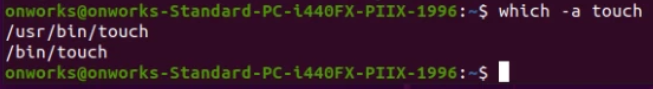 onworks@onworks-Standard-PC-i440FX-PIIX-1996:~$ which -a touch
/usr/bin/touch
/bin/touch
onworks@onworks-Standard-PC-i440FX-PIIX-1996:~$